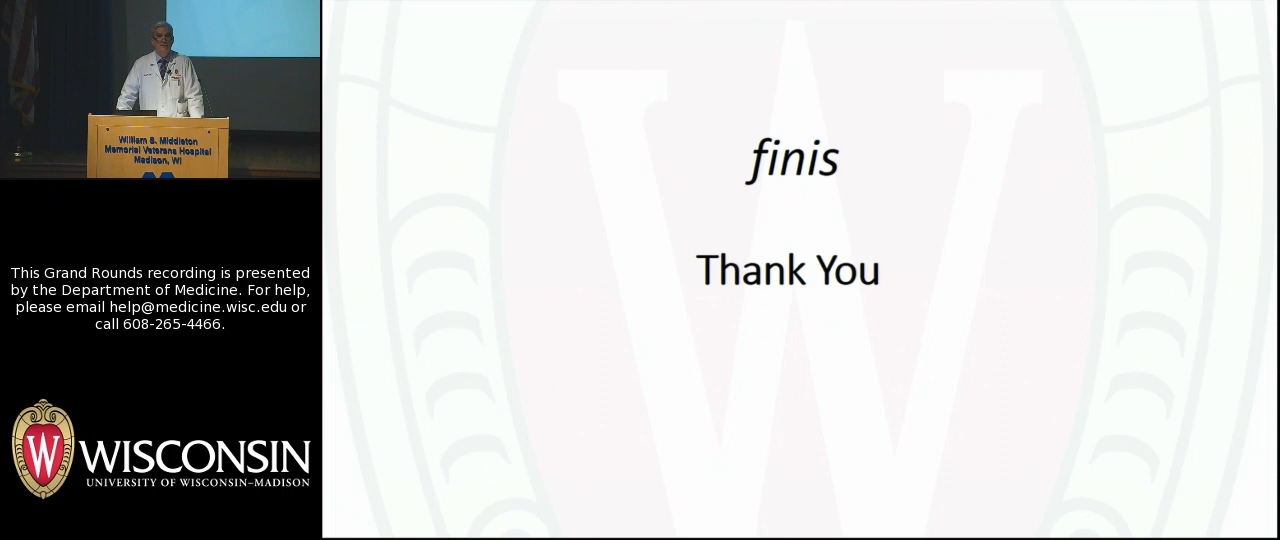 William S. Middleton
Memorial Veterans Hospital
Madison, WI
This Grand Rounds recording is presented
by the Department of Medicine. For help,
please email help@medicine.wisc.edu or
call 608-265-4466.
W WISCONSIN
UNIVERSITY OF WISCONSIN–MADISON
W
finis
Thank You